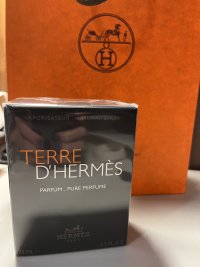 H
VAPORISATEUR NATURAL SPRAY
TERRE
D'HERMÈS
PARFUM . PURE PERFUME
HERMÈS
PARIS